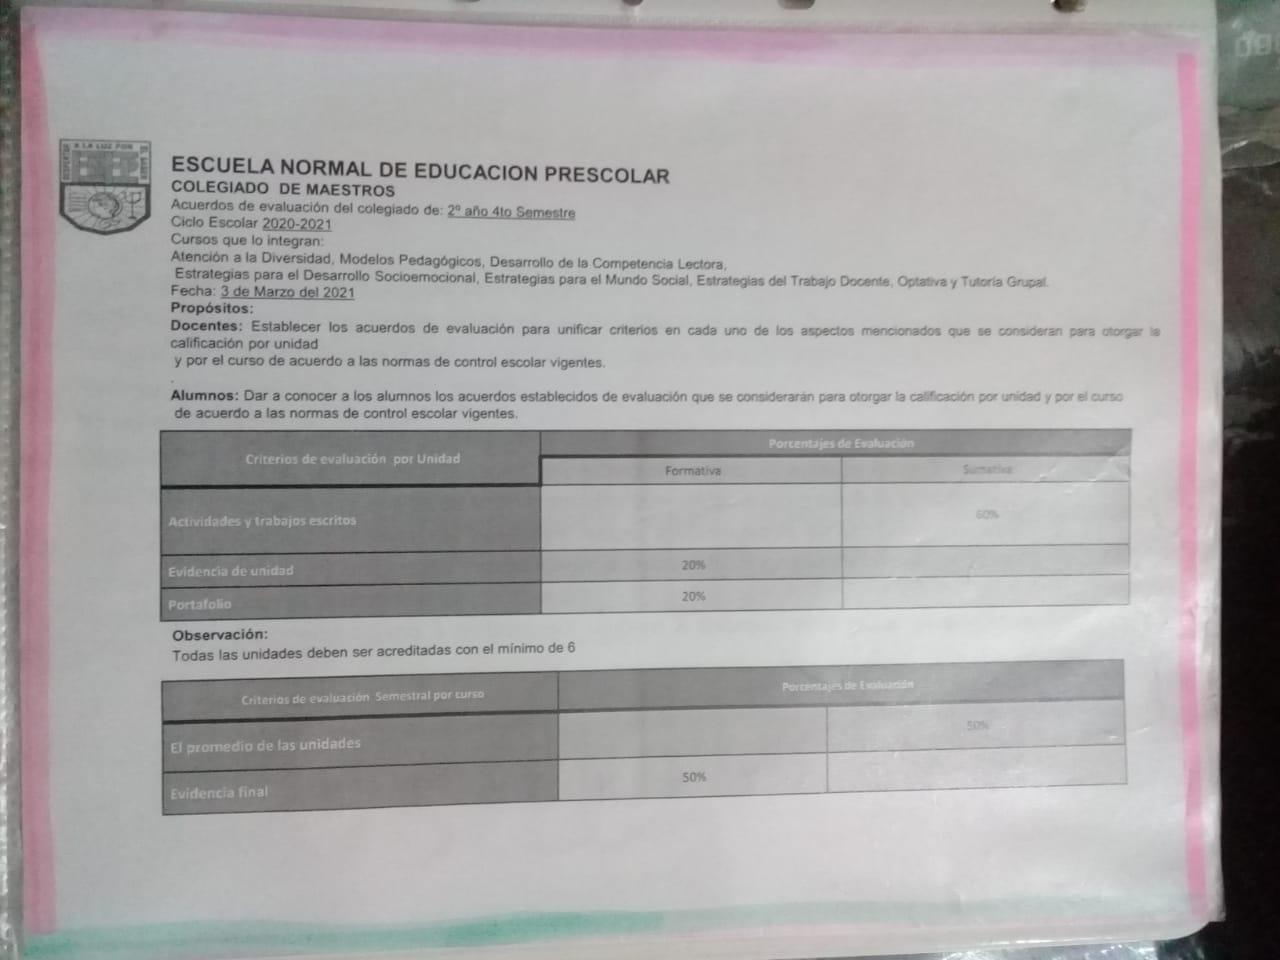 A LA LUZ POR
DESPERTAR
EL SABER
ESCUELA NORMAL DE EDUCACION PRESCOLAR
COLEGIADO DE MAESTROS
Acuerdos de evaluación del colegiado de: 2º año 4to Semestre
Ciclo Escolar 2020-2021
Cursos que lo integran:
Atención a la Diversidad, Modelos Pedagógicos, Desarrollo de la Competencia Lectora,
Estrategias para el Desarrollo Socioemocional, Estrategias para el Mundo Social, Estrategias del Trabajo Docente, Optativa y Tutoría Grupal.
Fecha: 3 de Marzo del 2021
Propósitos:
Docentes: Establecer los acuerdos de evaluación para unificar criterios en cada uno de los aspectos mencionados que se consideran para otorgar la
calificación por unidad
y por el curso de acuerdo a las normas de control escolar vigentes.
.
Alumnos: Dar a conocer a los alumnos los acuerdos establecidos de evaluación que se considerarán para otorgar la calificación por unidad y por el curso
de acuerdo a las normas de control escolar vigentes.
Criterios de evaluación por Unidad
Porcentajes de Evaluación
Formativa
Sumativa
Actividades y trabajos escritos
60%
Evidencia de unidad
20%
Portafolio
20%
Observación:
Todas las unidades deben ser acreditadas con el mínimo de 6
Criterios de evaluación Semestral por curso
Porcentajes de Evaluación
El promedio de las unidades
50%
Evidencia final
50%